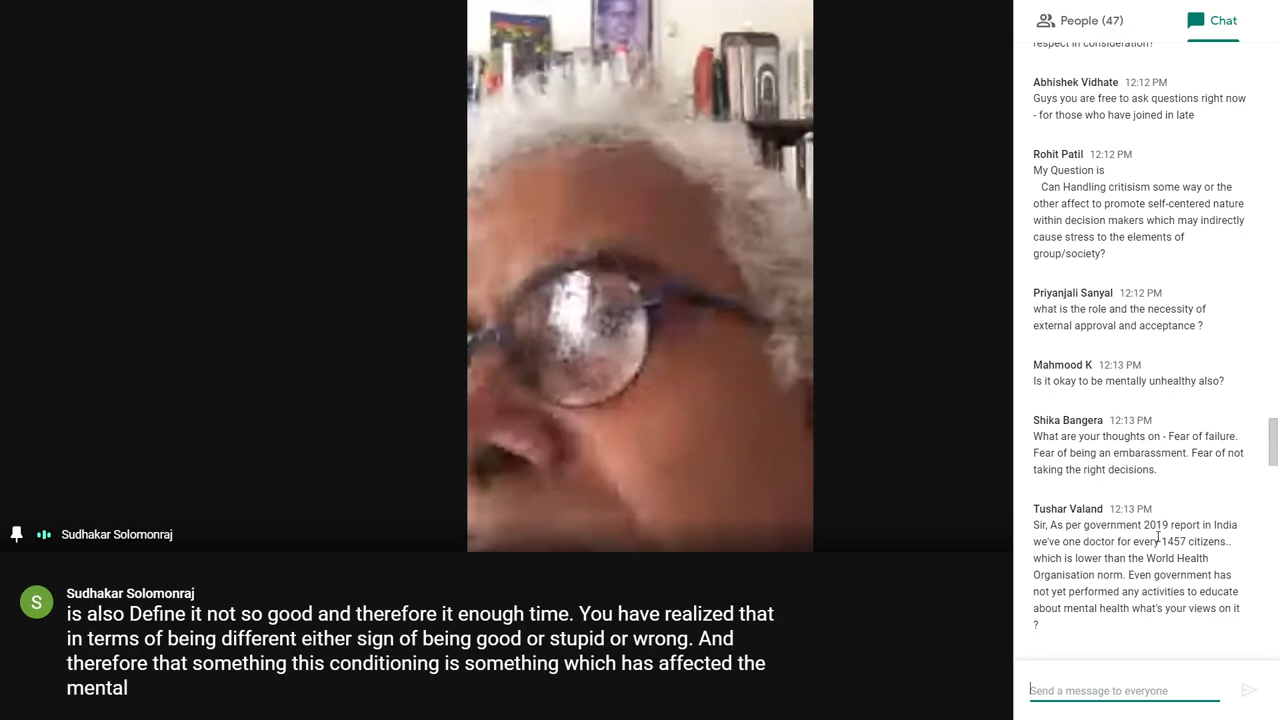 People (47)
Chat
respect in consideration?
Abhishek Vidhate 12:12 PM
Guys you are free to ask questions right now
- for those who have joined in late
Rohit Patil 12:12 PM
My Question is
Can Handling critisism some way or the
other affect to promote self-centered nature
within decision makers which may indirectly
cause stress to the elements of
group/society?
Priyanjali Sanyal 12:12 PM
what is the role and the necessity of
external approval and acceptance ?
Mahmood K 12:13 PM
Is it okay to be mentally unhealthy also?
Shika Bangera 12:13 PM
What are your thoughts on - Fear of failure.
Fear of being an embarassment. Fear of not
taking the right decisions.
Tushar Valand 12:13 PM
Sir, As per government 2019 report in India
we've one doctor for every 1457 citizens..
which is lower than the World Health
Organisation norm. Even government has
not yet performed any activities to educate
about mental health what's your views on it
?
Send a message to everyone
Sudhakar Solomonraj
S
Sudhakar Solomonraj
is also Define it not so good and therefore it enough time. You have realized that
in terms of being different either sign of being good or stupid or wrong. And
therefore that something this conditioning is something which has affected the
mental